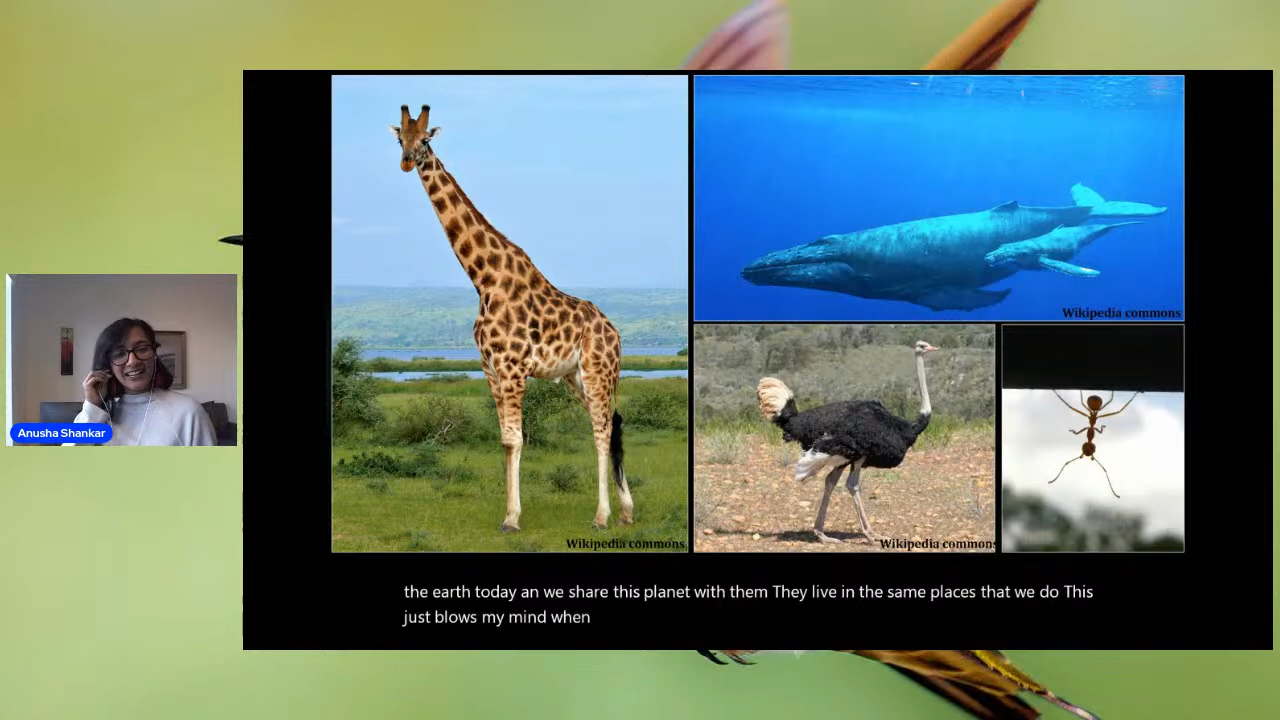 Wikipedia commons
Wikipedia commons
Wikipedia commons
Anusha Shankar
the earth today an we share this planet with them They live in the same places that we do This
just blows my mind when